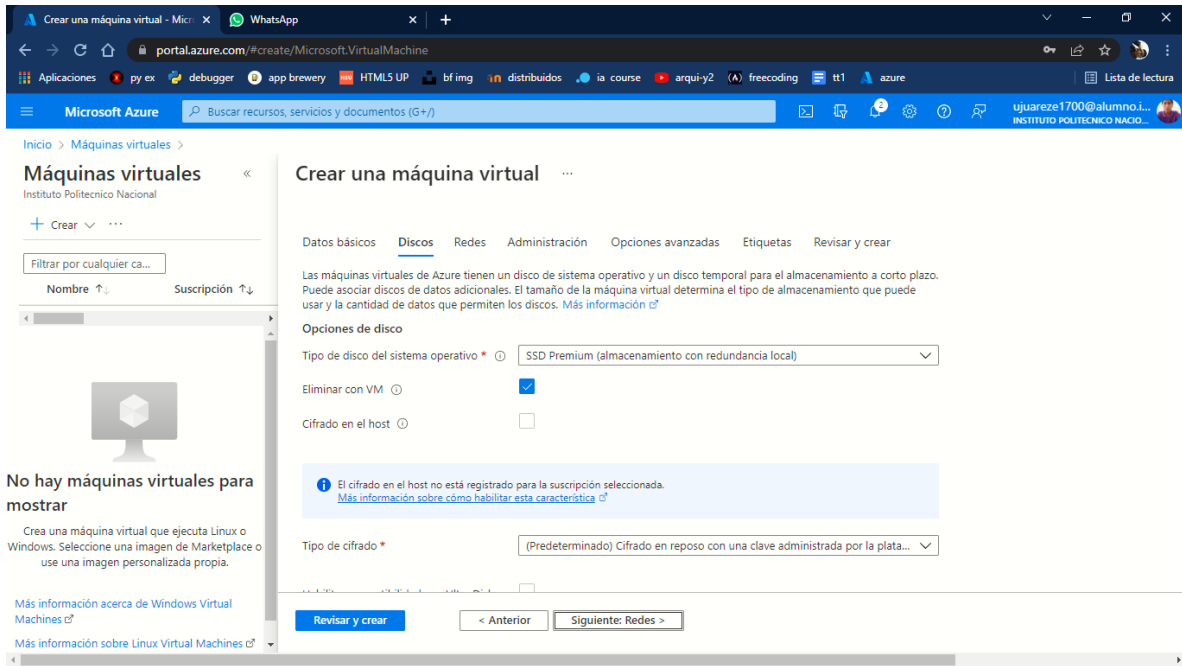 Crear una máquina virtual - Micr
WhatsApp
portal.azure.com/#create/Microsoft.VirtualMachine
Aplicaciones py ex debugger app brewery HTML5 UP bf img distribuidos ia course arqui-y2 freecoding tt1 azure Lista de lectura
Microsoft Azure
Buscar recursos, servicios y documentos (G+/)
2
ujuareze1700@alumno.i...
INSTITUTO POLITECNICO NACIO...
Inicio > Máquinas virtuales >
Máquinas virtuales «
Instituto Politecnico Nacional
+ Crear ...
Filtrar por cualquier ca...
Nombre ↑↓ Suscripción ↑↓
No hay máquinas virtuales para
mostrar
Crea una máquina virtual que ejecuta Linux o
Windows. Seleccione una imagen de Marketplace o
use una imagen personalizada propia.
Más información acerca de Windows Virtual
Machines
Más información sobre Linux Virtual Machines
Crear una máquina virtual ...
Datos básicos Discos Redes Administración Opciones avanzadas Etiquetas Revisar y crear
Las máquinas virtuales de Azure tienen un disco de sistema operativo y un disco temporal para el almacenamiento a corto plazo.
Puede asociar discos de datos adicionales. El tamaño de la máquina virtual determina el tipo de almacenamiento que puede
usar y la cantidad de datos que permiten los discos. Más información
Opciones de disco
Tipo de disco del sistema operativo * SSD Premium (almacenamiento con redundancia local)
Eliminar con VM
Cifrado en el host
El cifrado en el host no está registrado para la suscripción seleccionada.
Más información sobre cómo habilitar esta característica
Tipo de cifrado * (Predeterminado) Cifrado en reposo con una clave administrada por la plata...
Revisar y crear < Anterior Siguiente: Redes >